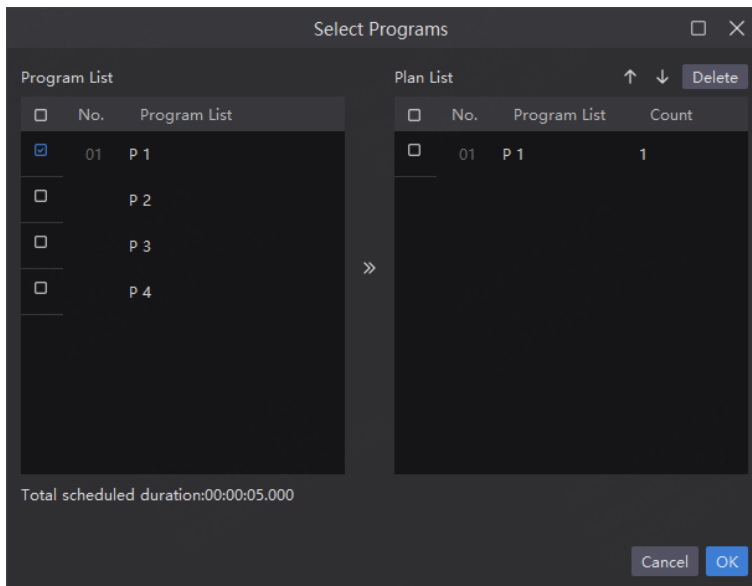 Select Programs
Program List
Plan List
Delete
No. Program List
No. Program List Count
01 P 1
01 P 1 1
P 2
P 3
P 4
Total scheduled duration:00:00:05.000
Cancel OK